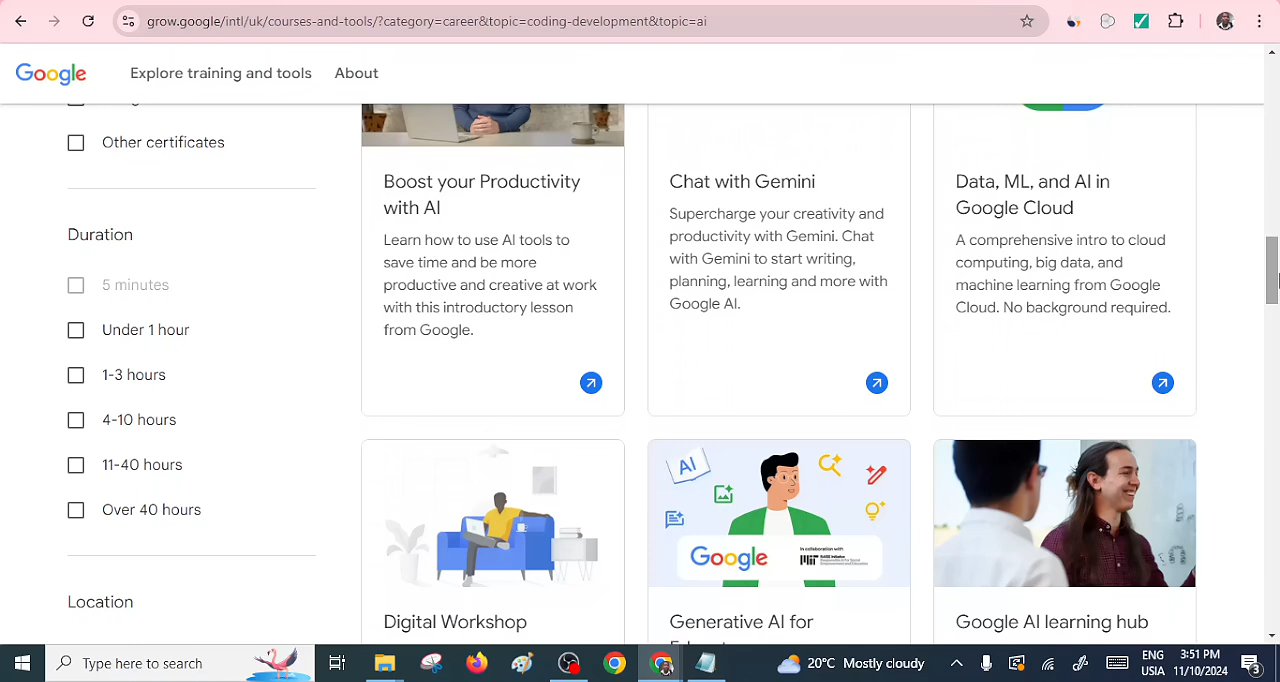 grow.google/intl/uk/courses-and-tools/?category=career&topic=coding-development&topic=ai
Google
Explore training and tools
About
Other certificates
Duration
5 minutes
Under 1 hour
1-3 hours
4-10 hours
11-40 hours
Over 40 hours
Location
Boost your Productivity
with AI
Learn how to use AI tools to
save time and be more
productive and creative at work
with this introductory lesson
from Google.
Chat with Gemini
Supercharge your creativity and
productivity with Gemini. Chat
with Gemini to start writing,
planning, learning and more with
Google AI.
Data, ML, and AI in
Google Cloud
A comprehensive intro to cloud
computing, big data, and
machine learning from Google
Cloud. No background required.
Digital Workshop
AI
Google
In collaboration with
Generative AI for
Google AI learning hub
Type here to search
20°C Mostly cloudy
ENG
USIA
3:51 PM
11/10/2024
3